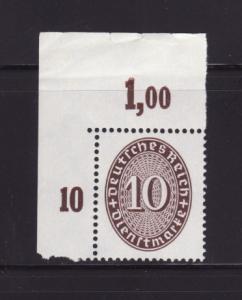 1,00
10
+ Deutsches Reich +
10
Dienstmarke